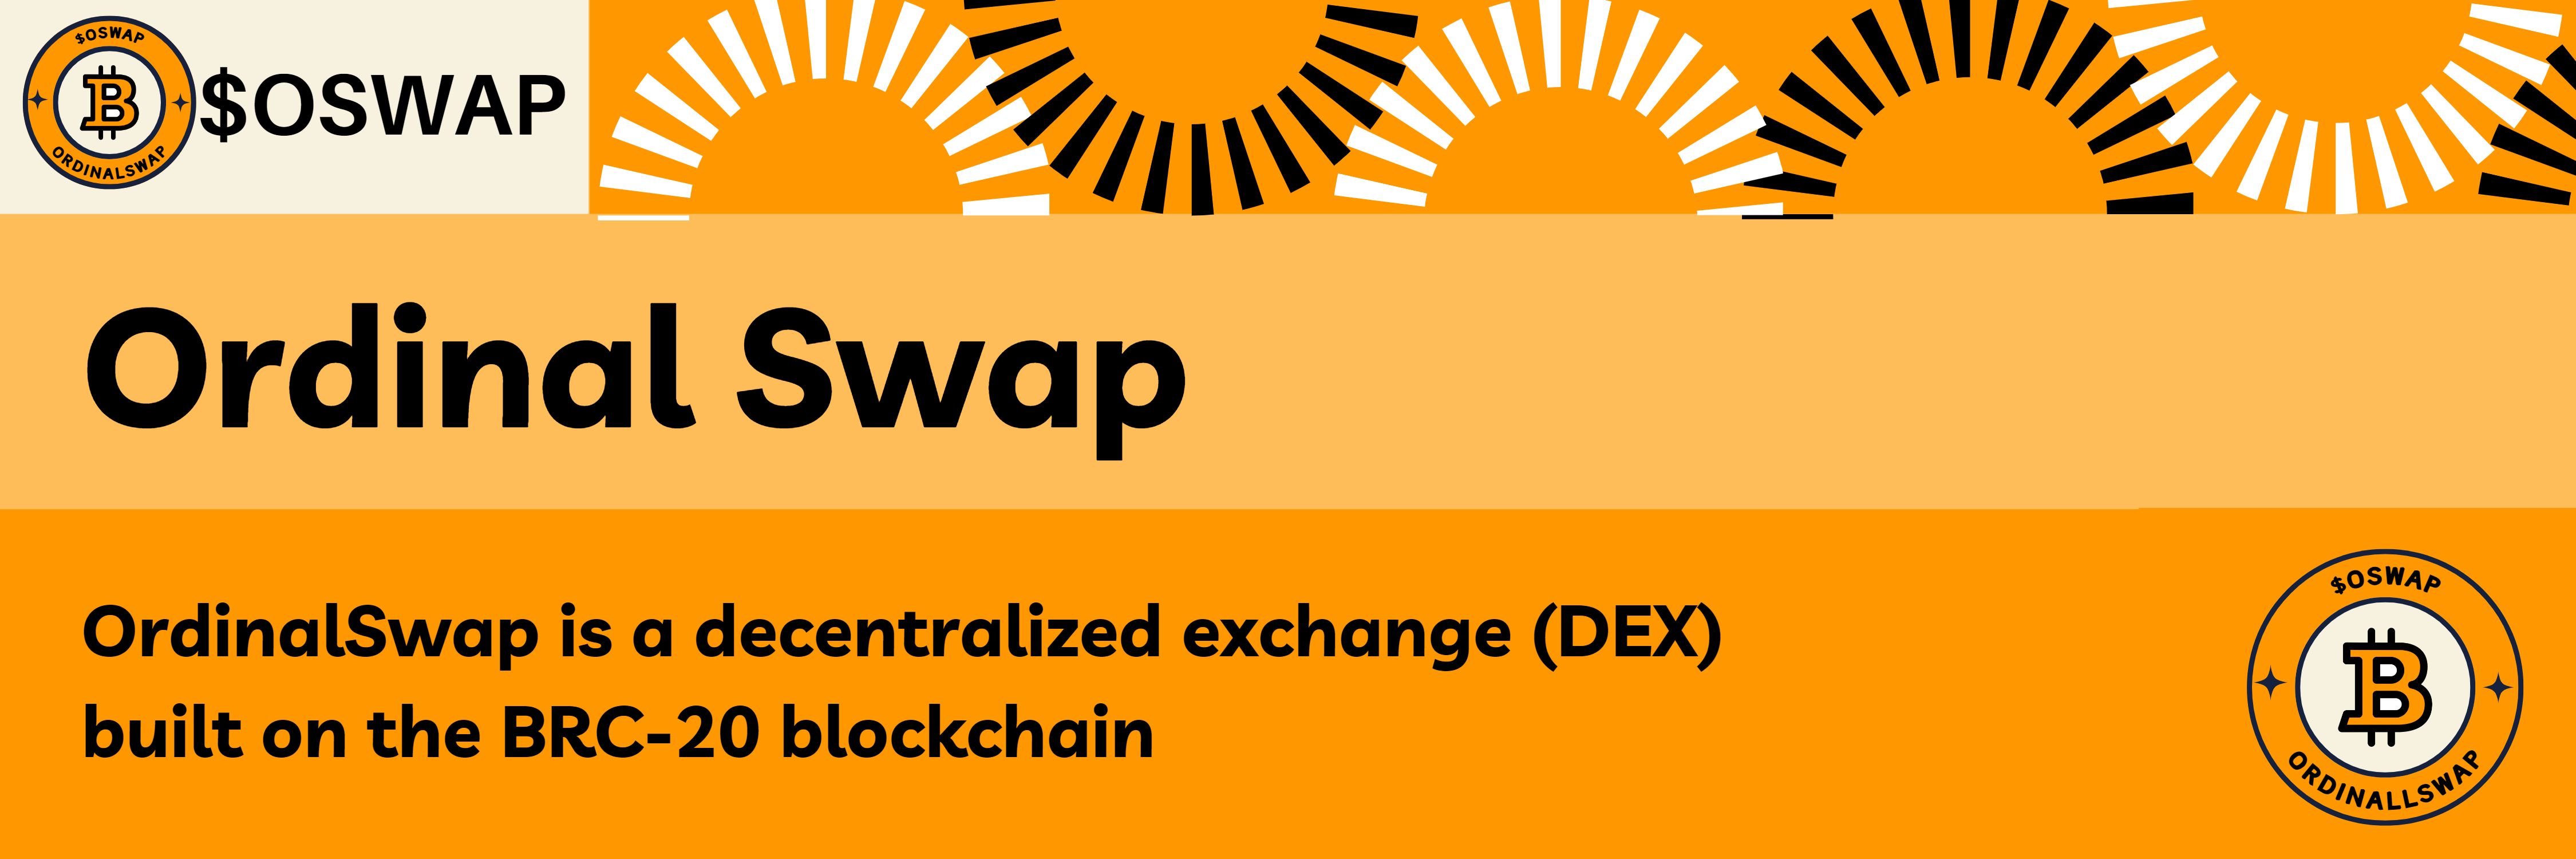 $OSWAP
ORDINALSWAP
$OSWAP
Ordinal Swap
OrdinalSwap is a decentralized exchange (DEX)
built on the BRC-20 blockchain
$OSWAP
ORDINALLSWAP